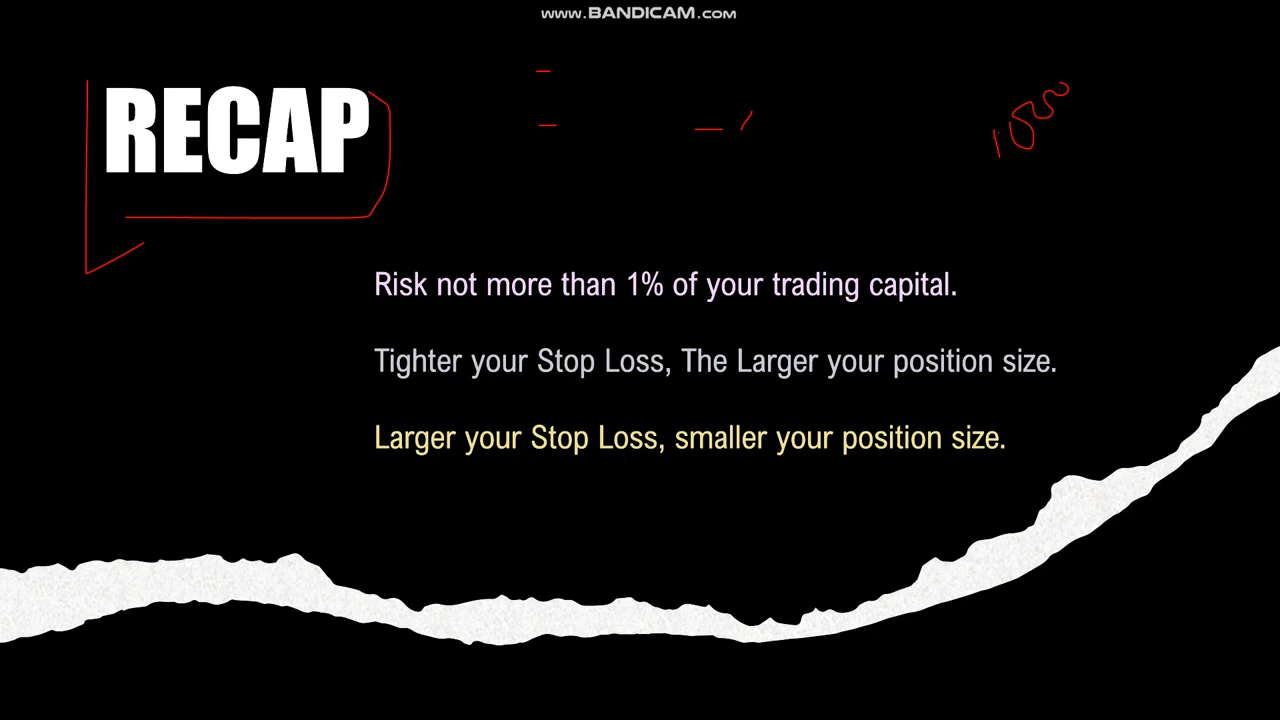 www.BANDICAM.com
RECAP
Risk not more than 1% of your trading capital.
Tighter your Stop Loss, The Larger your position size.
Larger your Stop Loss, smaller your position size.